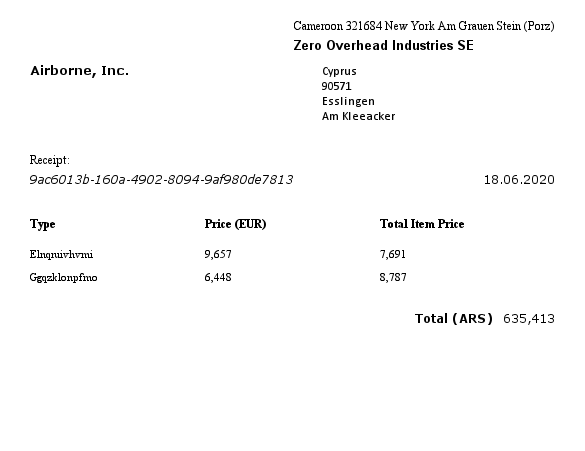 Cameroon 321684 New York Am Grauen Stein (Porz)
Zero Overhead Industries SE
Airborne, Inc.
Cyprus
90571
Esslingen
Am Kleeacker
Receipt:
9ac6013b-160a-4902-8094-9af980de7813 18.06.2020
Type Price (EUR) Total Item Price
Elnqruivhvmi 9,657 7,691
Ggqzklonpfmo 6,448 8,787
Total (ARS) 635,413